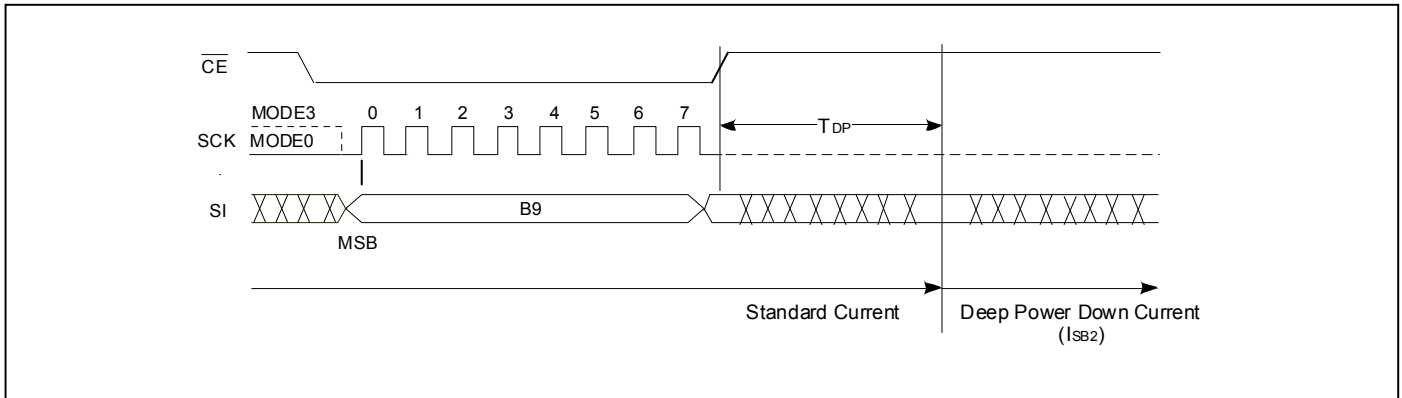 CE
MODE3 0 1 2 3 4 5 6 7
SCK MODE0
TDP
SI
B9
MSB
Standard Current
Deep Power Down Current
(ISB2)